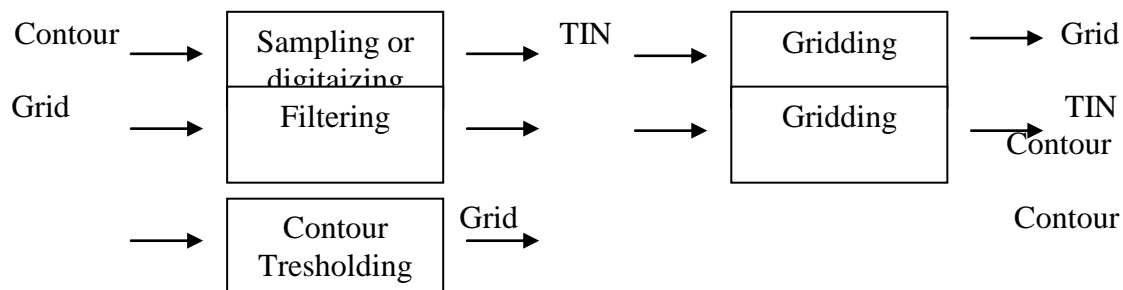 Contour
Sampling or
digitaizing
TIN
Gridding
Grid
Grid
Filtering
Gridding
TIN
Contour
Contour
Tresholding
Grid
Contour